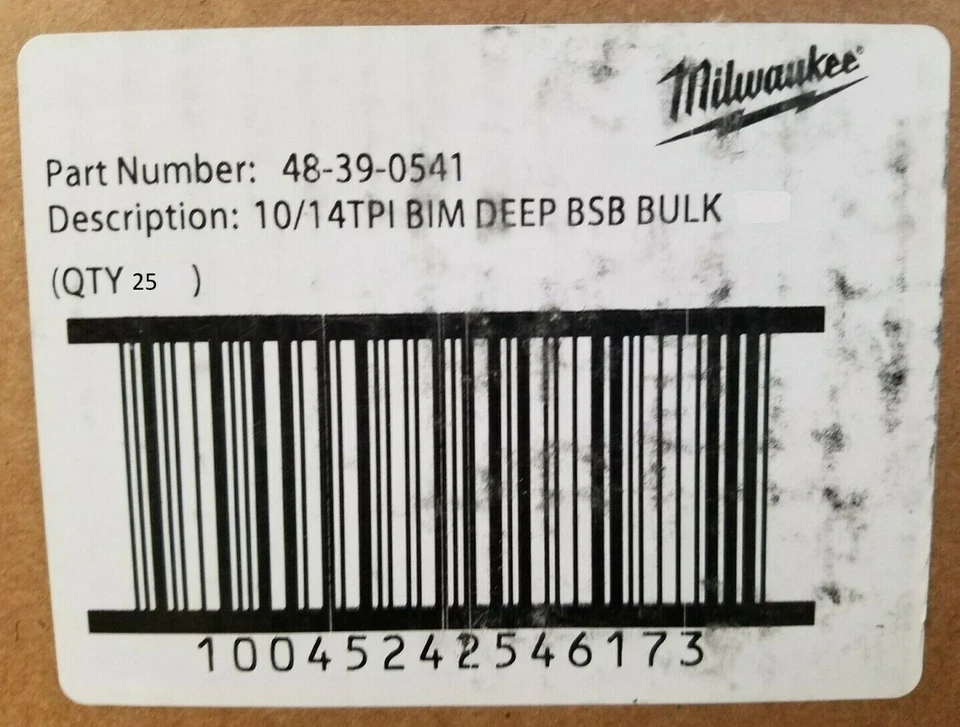 Milwaukee®
Part Number: 48-39-0541
Description: 10/14TPI BIM DEEP BSB BULK
(QTY 25 )
10045242546173